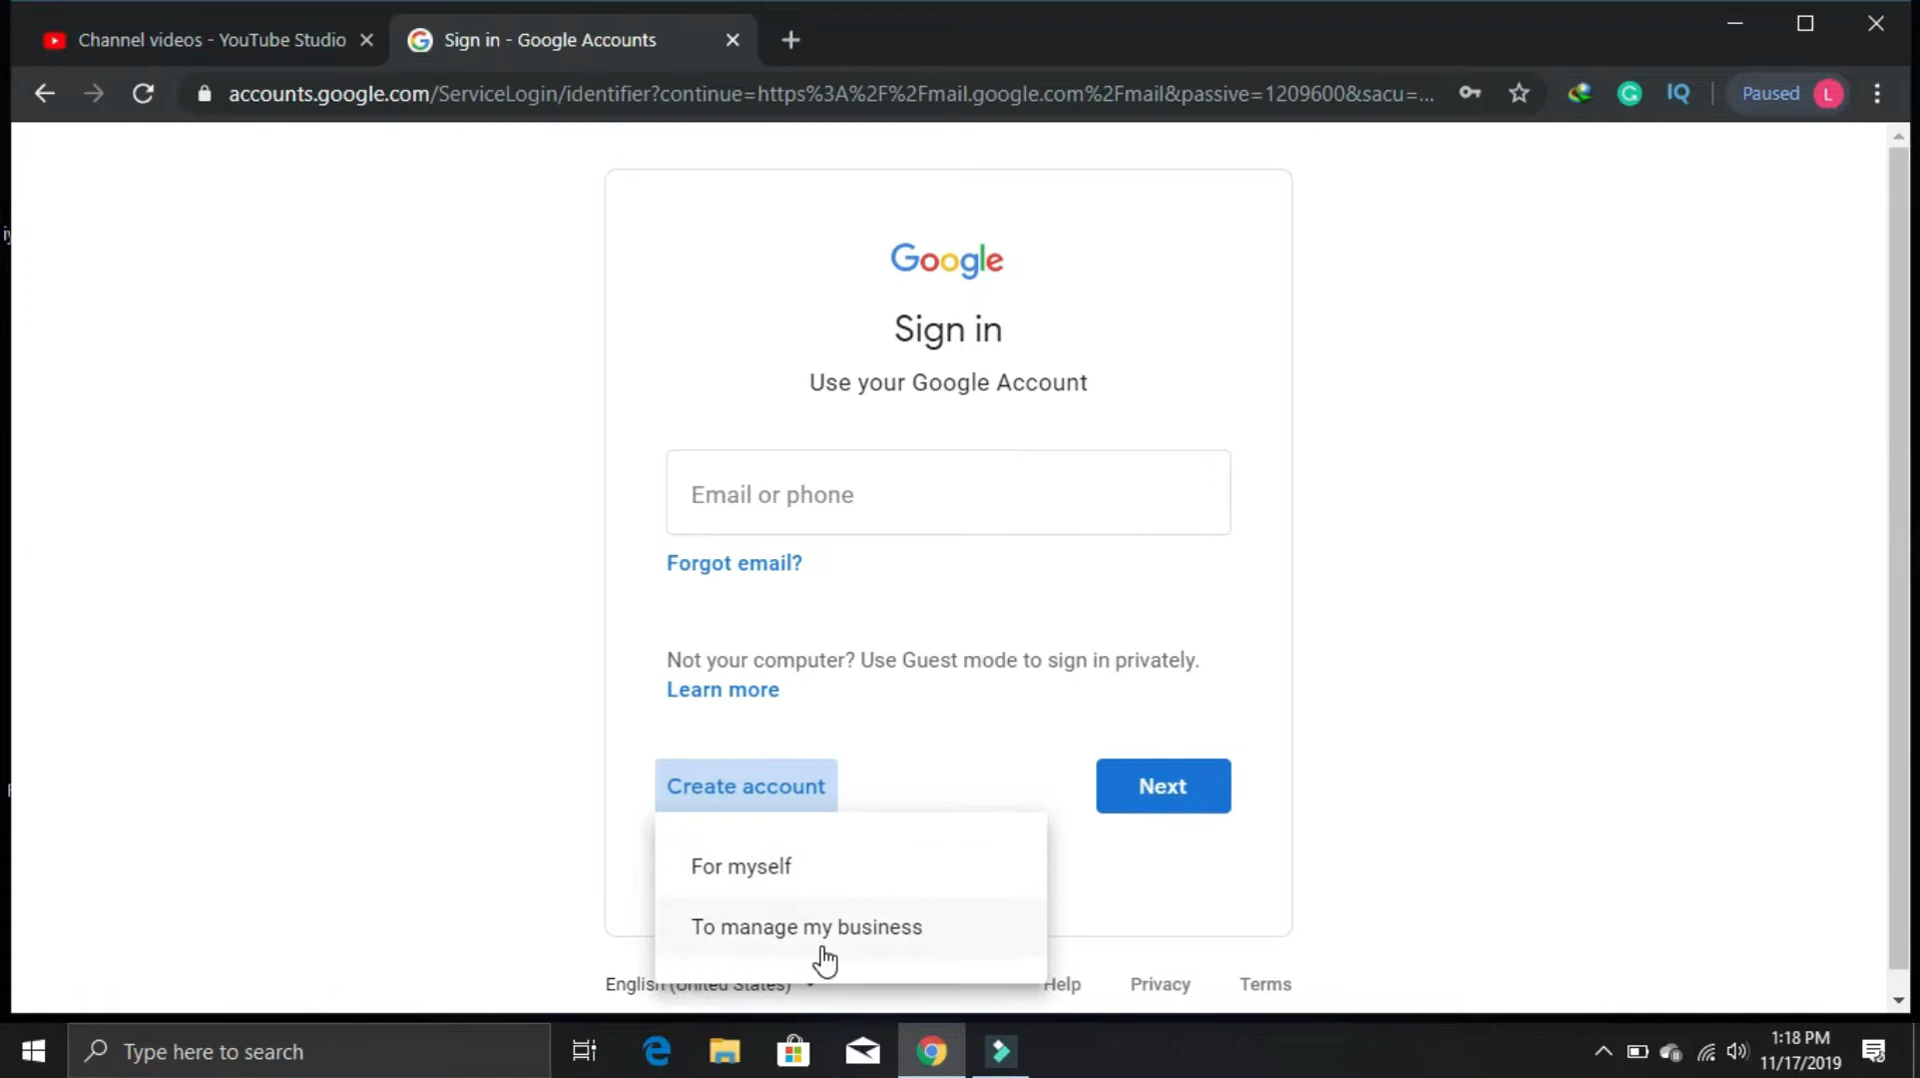 Channel videos - YouTube Studio
Sign in - Google Accounts
accounts.google.com/ServiceLogin/identifier?continue=https%3A%2F%2Fmail.google.com%2Fmail&passive=1209600&sacu=...
IQ
Paused
L
Google
Sign in
Use your Google Account
Email or phone
Forgot email?
Not your computer? Use Guest mode to sign in privately.
Learn more
Create account
Next
For myself
To manage my business
English (United States)
Help
Privacy
Terms
Type here to search
1:18 PM
11/17/2019